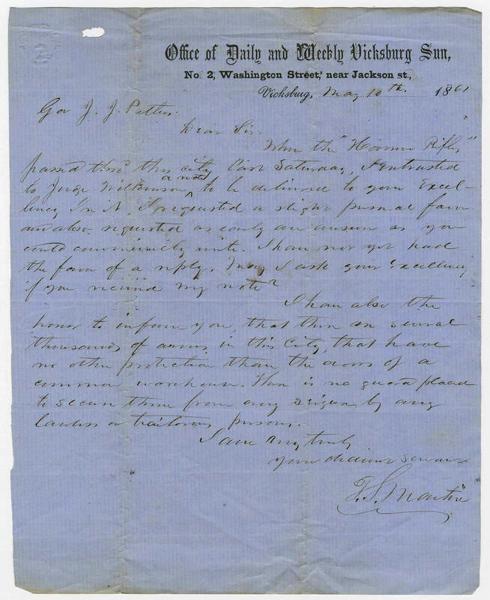 Office of Daily and Weekly Vicksburg Sun,
No. 2, Washington Street, near Jackson st.,
Vicksburg, May 10th 1861
Gov J. J. Pettus.
Dear Sir.
When the "Rifles"
passed thro' this city, last Saturday, I entrusted
to Judge Wilkinson, a note to be delivered to your Excel-
lency. In it I requested a slight personal favor
and also requested as early an answer as you
could conveniently write. I have not yet had
the favor of a reply. May I ask your Excellency
if you received my note?
I have also the
honor to inform you, that there are several
thousands of arms in this City, that have
no other protection than the doors of a
common warehouse. There is no guard placed
to secure them from any seizure by any
lawless or traitorous persons.
I am Very truly
Your obedient servant